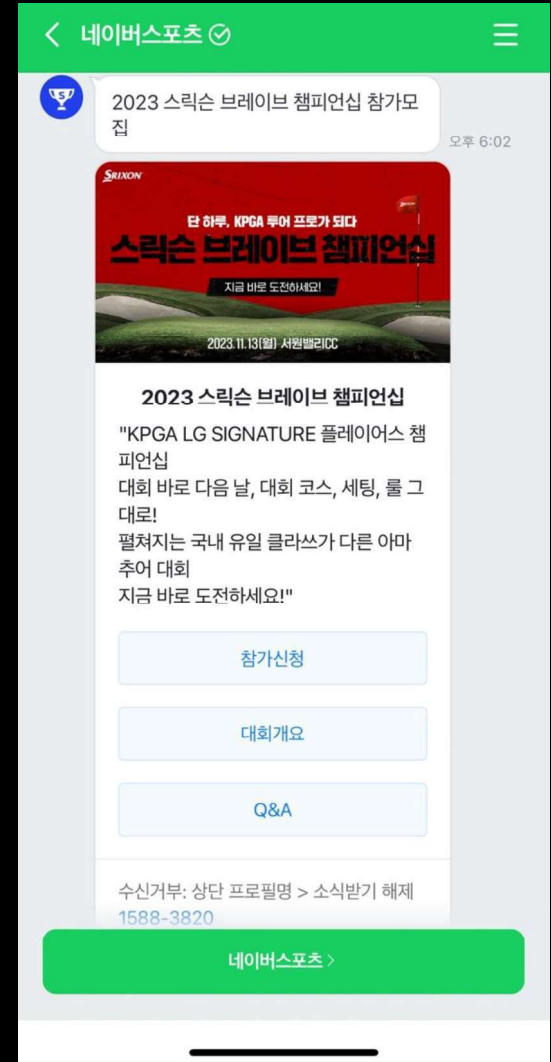 네이버스포츠
2023 스릭슨 브레이브 챔피언십 참가모
집
오후 6:02
SRIXON
단 하루, KPGA 투어 프로가 되다
스릭슨 브레이브 챔피언십
지금 바로 도전하세요!
2023.11.13(월) 서원밸리CC
2023 스릭슨 브레이브 챔피언십
"KPGA LG SIGNATURE 플레이어스 챔
피언십
대회 바로 다음 날, 대회 코스, 세팅, 룰 그
대로!
펼쳐지는 국내 유일 클라쓰가 다른 아마
추어 대회
지금 바로 도전하세요!"
참가신청
대회개요
Q&A
수신거부: 상단 프로필명 > 소식받기 해제
1588-3820
네이버스포츠 >